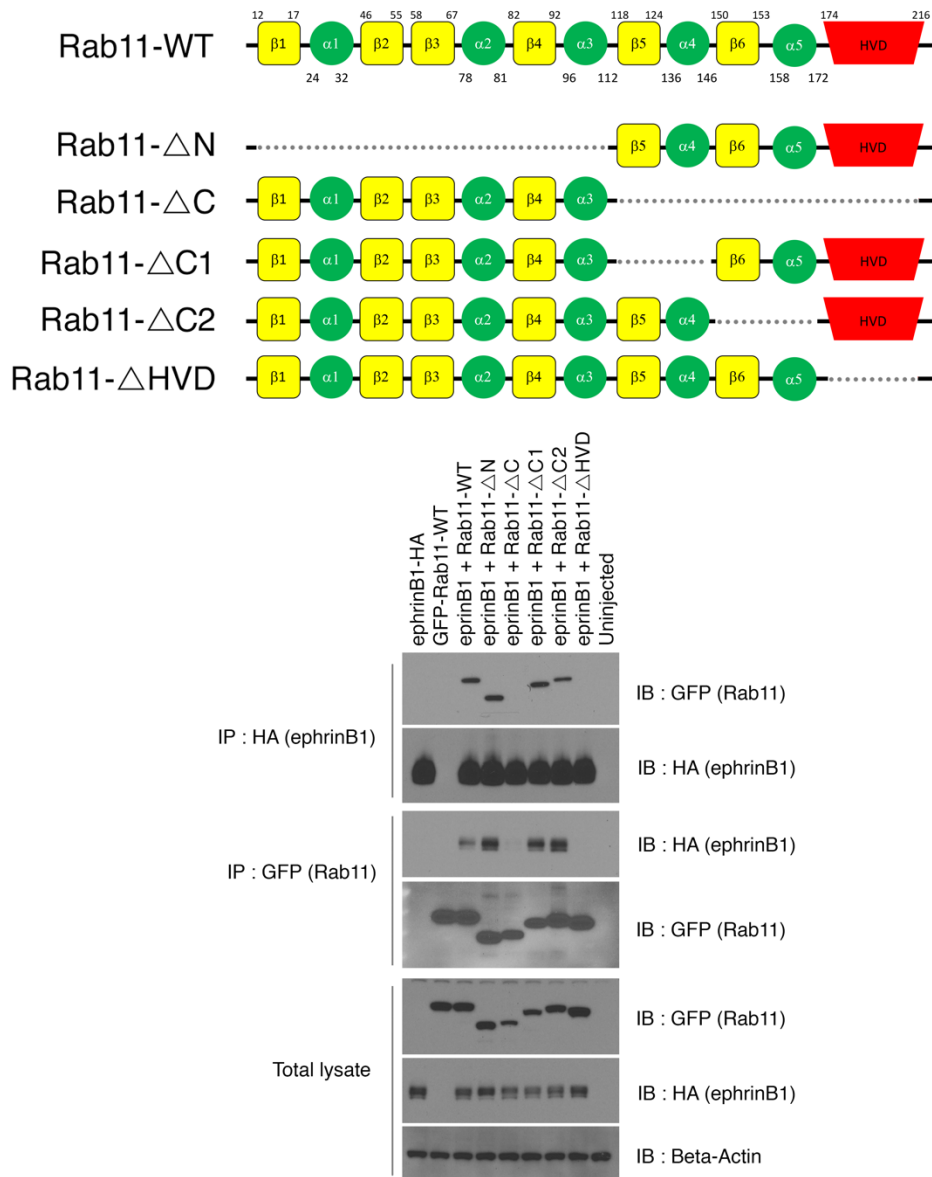 12 17 46 55 58 67 82 92 118 124 150 153 174 216
Rab11-WT β1 α1 β2 β3 α2 β4 α3 β5 α4 β6 α5 HVD
24 32 78 81 96 112 136 146 158 172
Rab11-△N β5 α4 β6 α5 HVD
Rab11-△C β1 α1 β2 β3 α2 β4 α3
Rab11-△C1 β1 α1 β2 β3 α2 β4 α3 β6 α5 HVD
Rab11-△C2 β1 α1 β2 β3 α2 β4 α3 β5 α4 HVD
Rab11-△HVD β1 α1 β2 β3 α2 β4 α3 β5 α4 β6 α5
ephrinB1-HA
GFP-Rab11-WT
eprinB1 + Rab11-WT
eprinB1 + Rab11-△N
eprinB1 + Rab11-△C
eprinB1 + Rab11-△C1
eprinB1 + Rab11-△C2
eprinB1 + Rab11-△HVD
Uninjected
IP : HA (ephrinB1)
IB : GFP (Rab11)
IB : HA (ephrinB1)
IP : GFP (Rab11)
IB : HA (ephrinB1)
IB : GFP (Rab11)
Total lysate
IB : GFP (Rab11)
IB : HA (ephrinB1)
IB : Beta-Actin